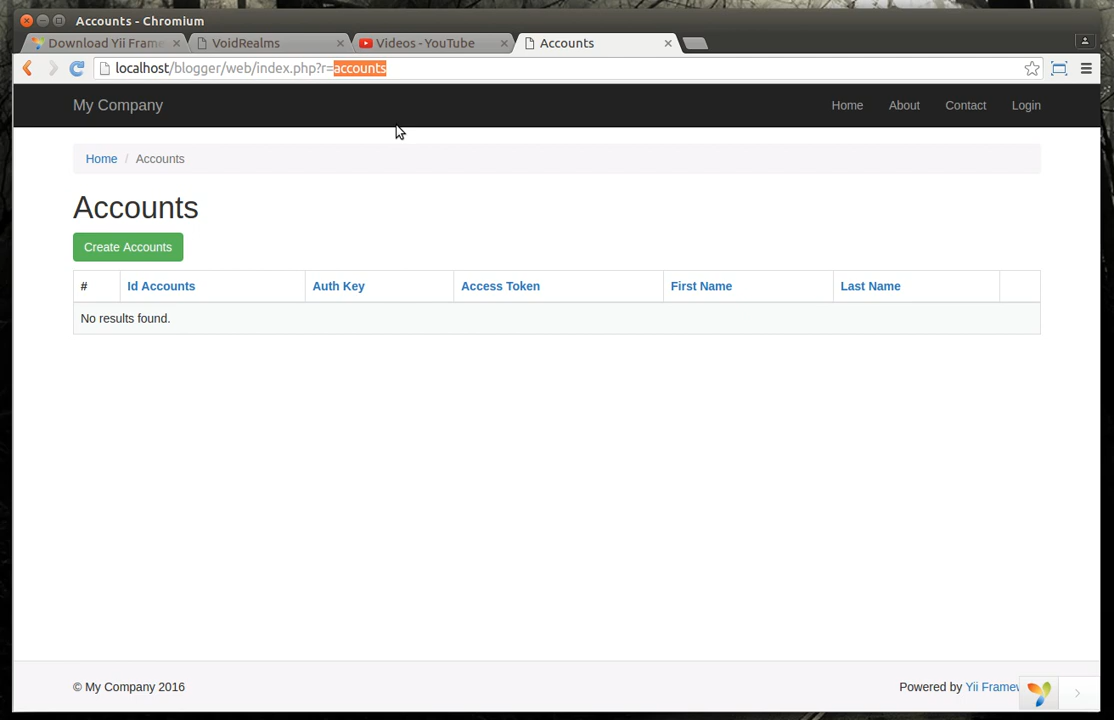 Accounts - Chromium
Download Yii Frame
VoidRealms
Videos - YouTube
Accounts
localhost/blogger/web/index.php?r=accounts
My Company
Home
About
Contact
Login
Home / Accounts
Accounts
Create Accounts
# Id Accounts Auth Key Access Token First Name Last Name
No results found.
© My Company 2016
Powered by Yii Framew